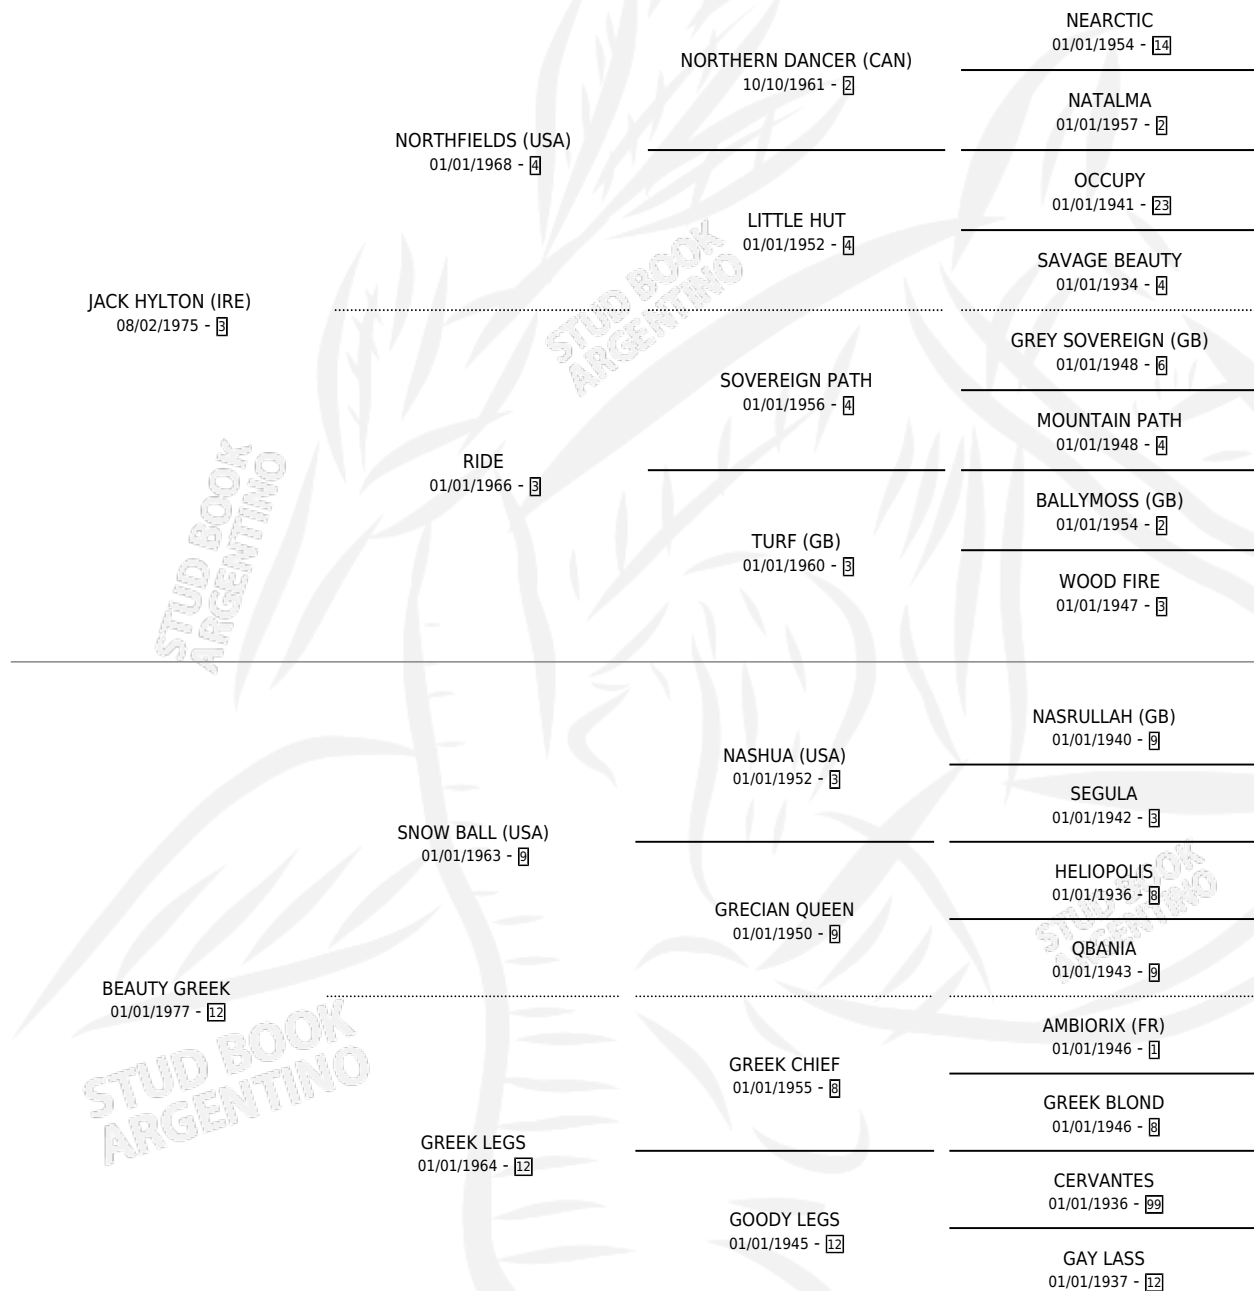 NEARCTIC
01/01/1954 - 14
NORTHERN DANCER (CAN)
10/10/1961 - 2
NATALMA
01/01/1957 - 2
NORTHFIELDS (USA)
01/01/1968 - 4
OCCUPY
01/01/1941 - 23
LITTLE HUT
01/01/1952 - 4
SAVAGE BEAUTY
01/01/1934 - 4
JACK HYLTON (IRE)
08/02/1975 - 3
GREY SOVEREIGN (GB)
01/01/1948 - 6
SOVEREIGN PATH
01/01/1956 - 4
MOUNTAIN PATH
01/01/1948 - 4
RIDE
01/01/1966 - 3
BALLYMOSS (GB)
01/01/1954 - 2
TURF (GB)
01/01/1960 - 3
WOOD FIRE
01/01/1947 - 3
STUD BOOK
ARGENTINO
STUD BOOK
ARGENTINO
NASRULLAH (GB)
01/01/1940 - 9
NASHUA (USA)
01/01/1952 - 3
SEGULA
01/01/1942 - 3
SNOW BALL (USA)
01/01/1963 - 9
HELIOPOLIS
01/01/1936 - 8
GRECIAN QUEEN
01/01/1950 - 9
QBANIA
01/01/1943 - 9
BEAUTY GREEK
01/01/1977 - 12
AMBIORIX (FR)
01/01/1946 - 1
GREEK CHIEF
01/01/1955 - 8
GREEK BLOND
01/01/1946 - 8
GREEK LEGS
01/01/1964 - 12
CERVANTES
01/01/1936 - 99
GOODY LEGS
01/01/1945 - 12
GAY LASS
01/01/1937 - 12
STUD BOOK
ARGENTINO
STUD BOOK
ARGENTINO